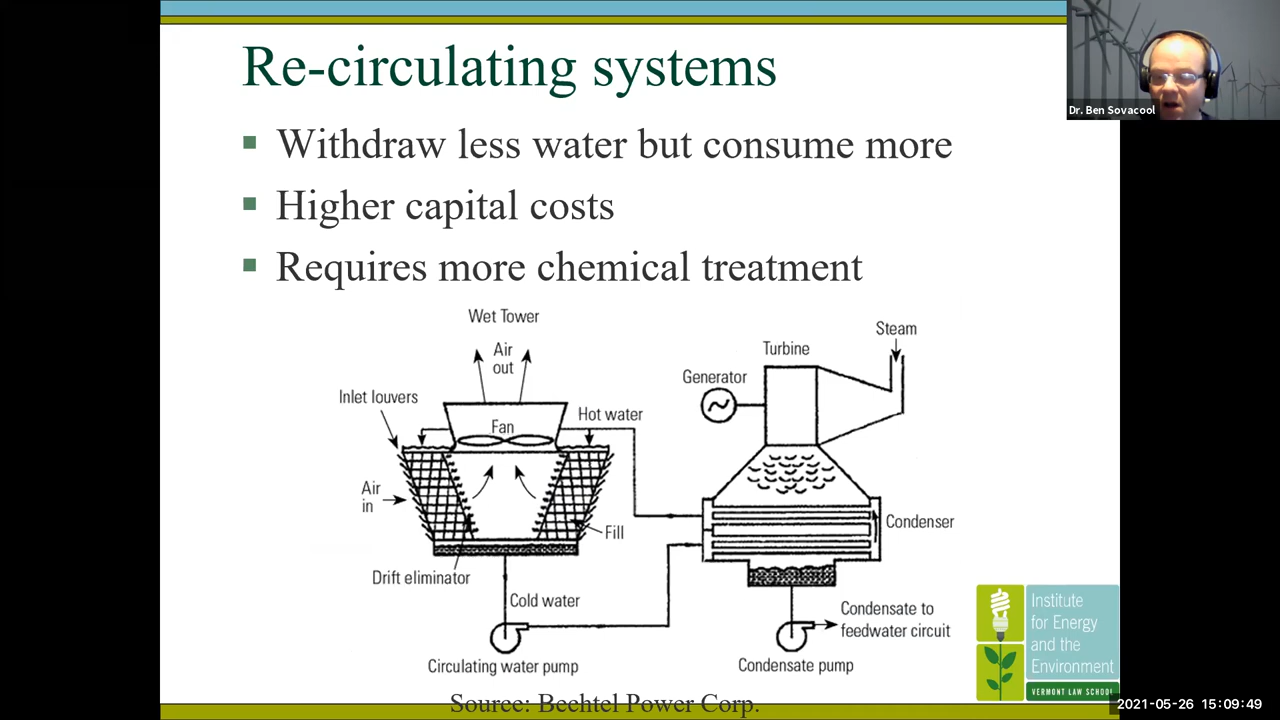 Re-circulating systems
Dr. Ben Sovacool
Withdraw less water but consume more
Higher capital costs
Requires more chemical treatment
Wet Tower
Air
out
Inlet louvers
Fan
Hot water
Air
in
Fill
Drift eliminator
Cold water
Circulating water pump
Steam
Turbine
Generator
Condenser
Condensate to
feedwater circuit
Condensate pump
Source: Bechtel Power Corp.
Institute
for Energy
and the
Environment
VERMONT LAW SCHOOL
2021-05-26 15:09:49